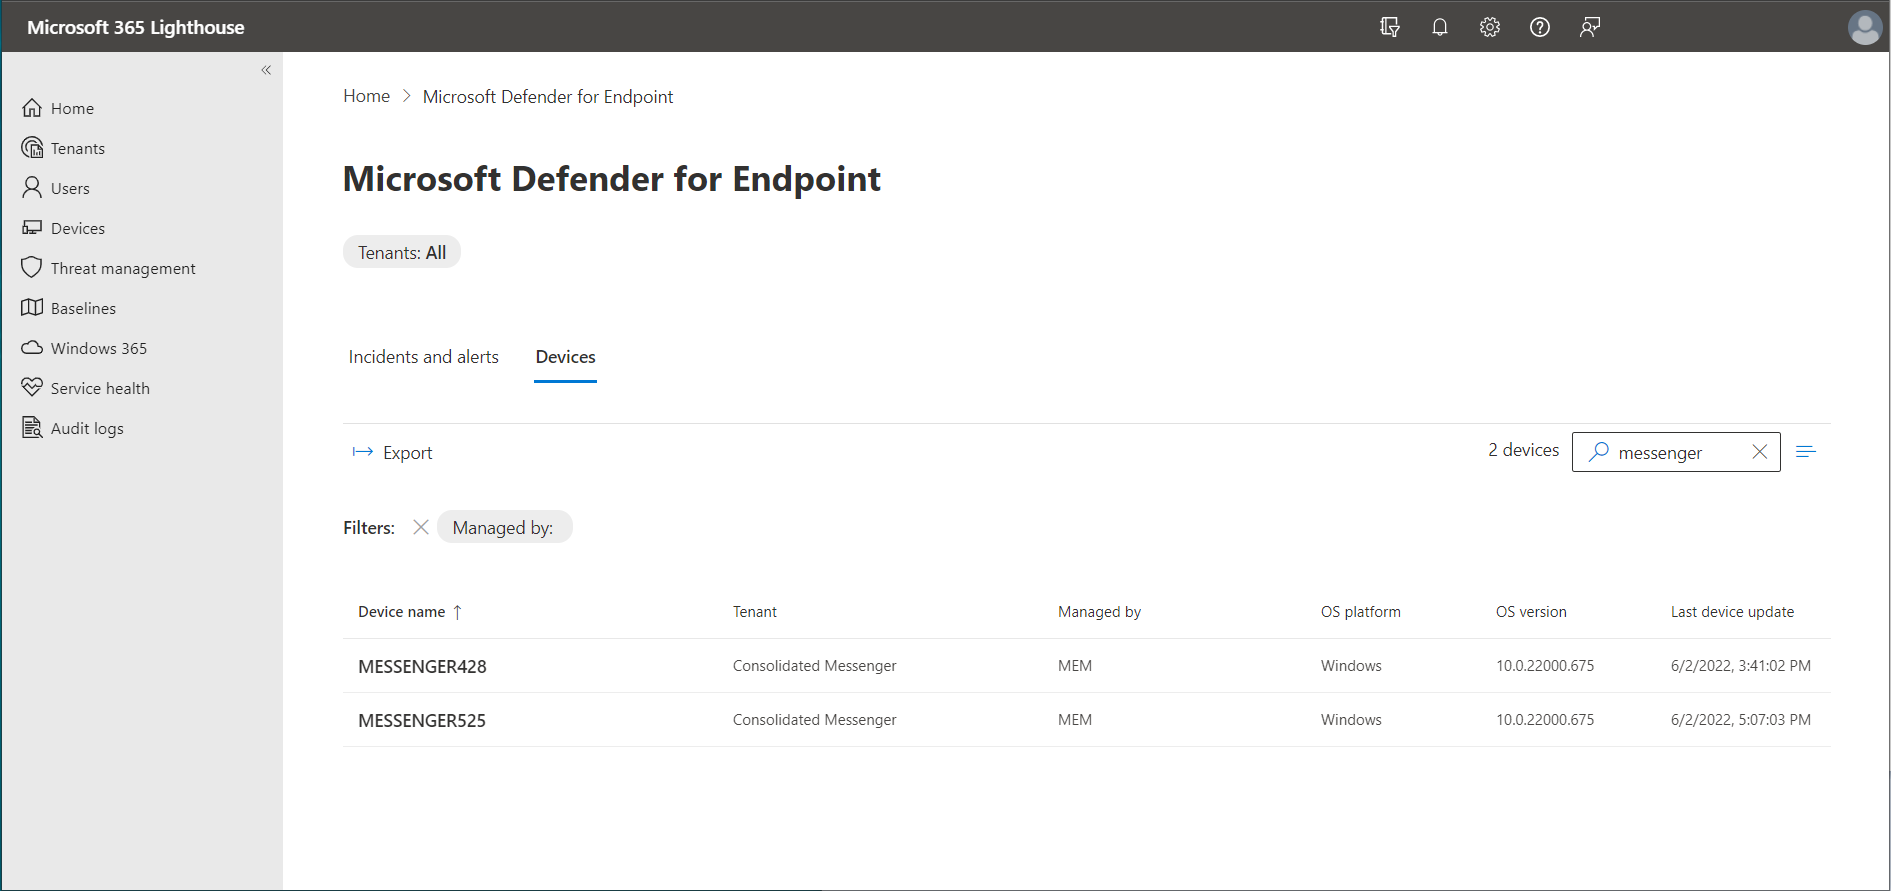 Microsoft 365 Lighthouse
Home
Tenants
Users
Devices
Threat management
Baselines
Windows 365
Service health
Audit logs
Home > Microsoft Defender for Endpoint
Microsoft Defender for Endpoint
Tenants: All
Incidents and alerts Devices
Export 2 devices messenger
Filters: Managed by:
Device name ↑ Tenant Managed by OS platform OS version Last device update
MESSENGER428 Consolidated Messenger MEM Windows 10.0.22000.675 6/2/2022, 3:41:02 PM
MESSENGER525 Consolidated Messenger MEM Windows 10.0.22000.675 6/2/2022, 5:07:03 PM